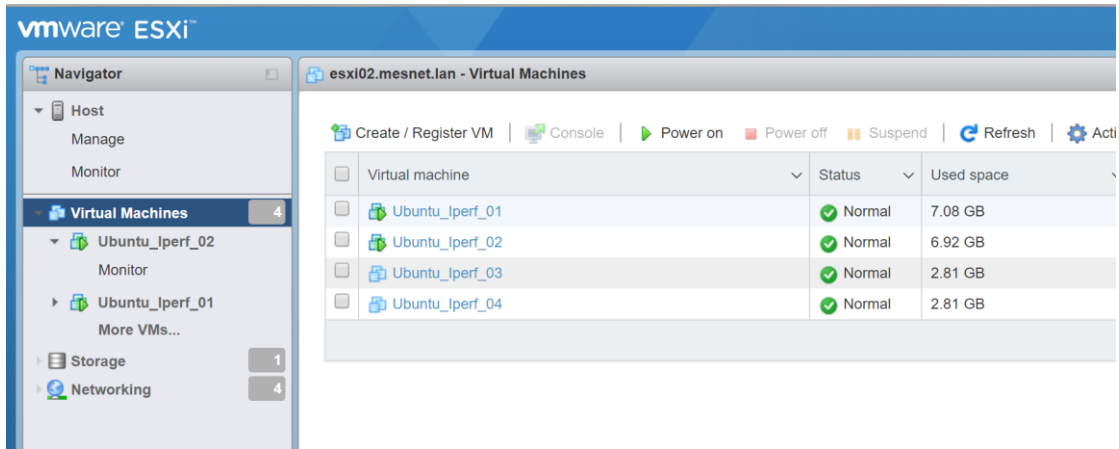 vmware ESXi™
Navigator
Host
Manage
Monitor
Virtual Machines 4
Ubuntu_Iperf_02
Monitor
Ubuntu_Iperf_01
More VMs...
Storage 1
Networking 4
esxi02.mesnet.lan - Virtual Machines
Create / Register VM | Console | Power on Power off Suspend | Refresh | Acti
Virtual machine Status Used space
Ubuntu_Iperf_01 Normal 7.08 GB
Ubuntu_Iperf_02 Normal 6.92 GB
Ubuntu_Iperf_03 Normal 2.81 GB
Ubuntu_Iperf_04 Normal 2.81 GB